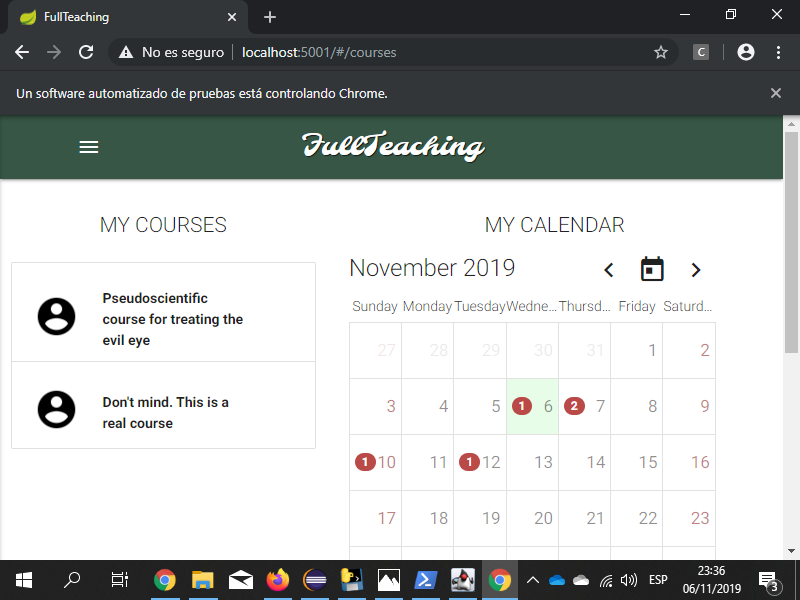 FullTeaching
No es seguro
localhost:5001/#/courses
C
Un software automatizado de pruebas está controlando Chrome.
FullTeaching
MY COURSES
Pseudoscientific
course for treating the
evil eye
Don't mind. This is a
real course
MY CALENDAR
November 2019
Sunday Monday Tuesday Wedne... Thursd... Friday Saturd...
27 28 29 30 31 1 2
3 4 5 1 6 2 7 8 9
1 10 11 1 12 13 14 15 16
17 18 19 20 21 22 23
ESP
23:36
06/11/2019
3